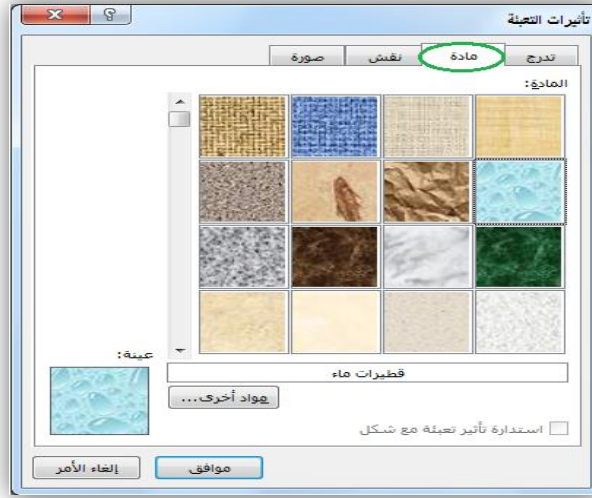 تأثيرات التعبئة
تدرج
مادة
نقش
صورة
المادة:
عينة:
قطيرات ماء
مواد أخرى...
استدارة تأثير تعبئة مع شكل
موافق
إلغاء الأمر